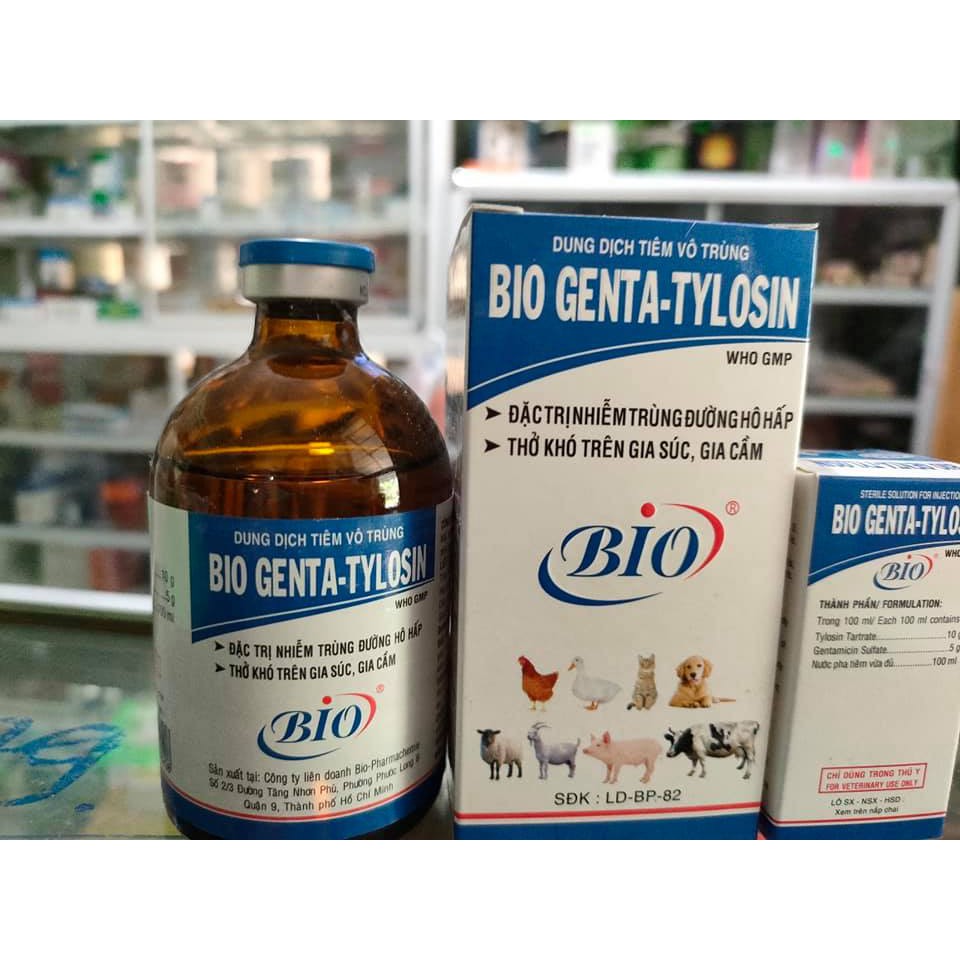 DUNG DỊCH TIÊM VÔ TRÙNG
BIO GENTA-TYLOSIN
WHO GMP
ĐẶC TRỊ NHIỄM TRÙNG ĐƯỜNG HÔ HẤP
THỞ KHÓ TRÊN GIA SÚC, GIA CẦM
BIO®
Sản xuất tại: Công ty liên doanh Bio-Pharmachemie
Số 2/3 Đường Tăng Nhơn Phú, Phường Phước Long B
Quận 9, Thành phố Hồ Chí Minh
DUNG DỊCH TIÊM VÔ TRÙNG
BIO GENTA-TYLOSIN
WHO GMP
ĐẶC TRỊ NHIỄM TRÙNG ĐƯỜNG HÔ HẤP
THỞ KHÓ TRÊN GIA SÚC, GIA CẦM
BIO®
SĐK : LD-BP-82
STERILE SOLUTION FOR INJECTION
BIO GENTA-TYLO
WHO
BIO®
THÀNH PHẦN/ FORMULATION:
Trong 100 ml/ Each 100 ml contains
Tylosin Tartrate 10 g
Gentamicin Sulfate 5 g
Nước pha tiêm vừa đủ 100 ml
CHỈ DÙNG TRONG THÚ Y
FOR VETERINARY USE ONLY
LÔ SX - NSX - HSD :
Xem trên nắp chai